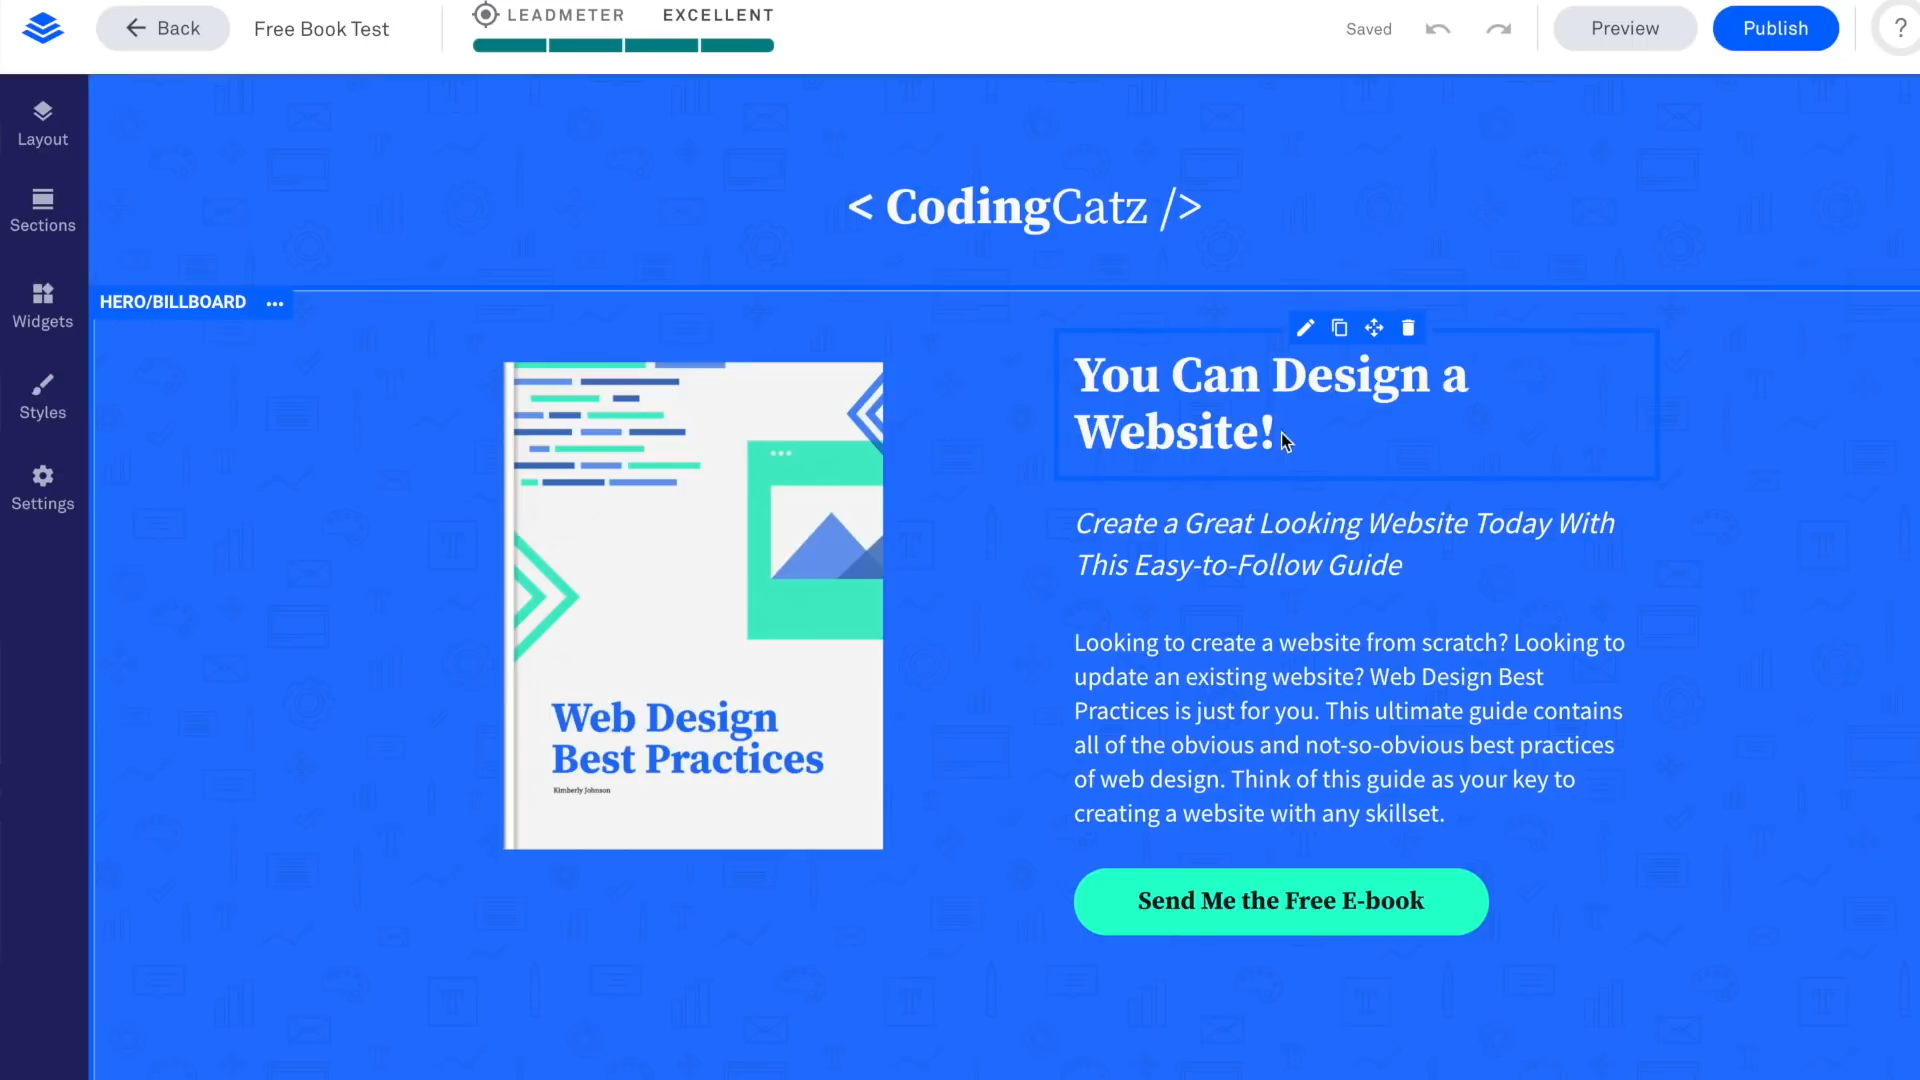 Back
Free Book Test
LEADMETER EXCELLENT
Saved
Preview
Publish
?
Layout
Sections
Widgets
Styles
Settings
< CodingCatz />
HERO/BILLBOARD
Web Design
Best Practices
Kimberly Johnson
You Can Design a
Website!
Create a Great Looking Website Today With
This Easy-to-Follow Guide
Looking to create a website from scratch? Looking to
update an existing website? Web Design Best
Practices is just for you. This ultimate guide contains
all of the obvious and not-so-obvious best practices
of web design. Think of this guide as your key to
creating a website with any skillset.
Send Me the Free E-book